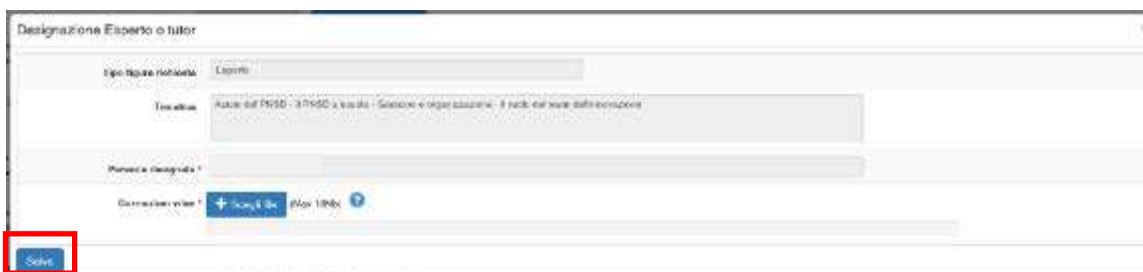 Designazione Esperto o tutor
Tipo figura richiesta Esperto
Tematica Azioni del PNSD - Il PNSD a scuola - Gestione e organizzazione - Il ruolo del team dell'innovazione
Persona designata *
Curriculum vitae * + Scegli file (Max 10Mb) ?
Salva